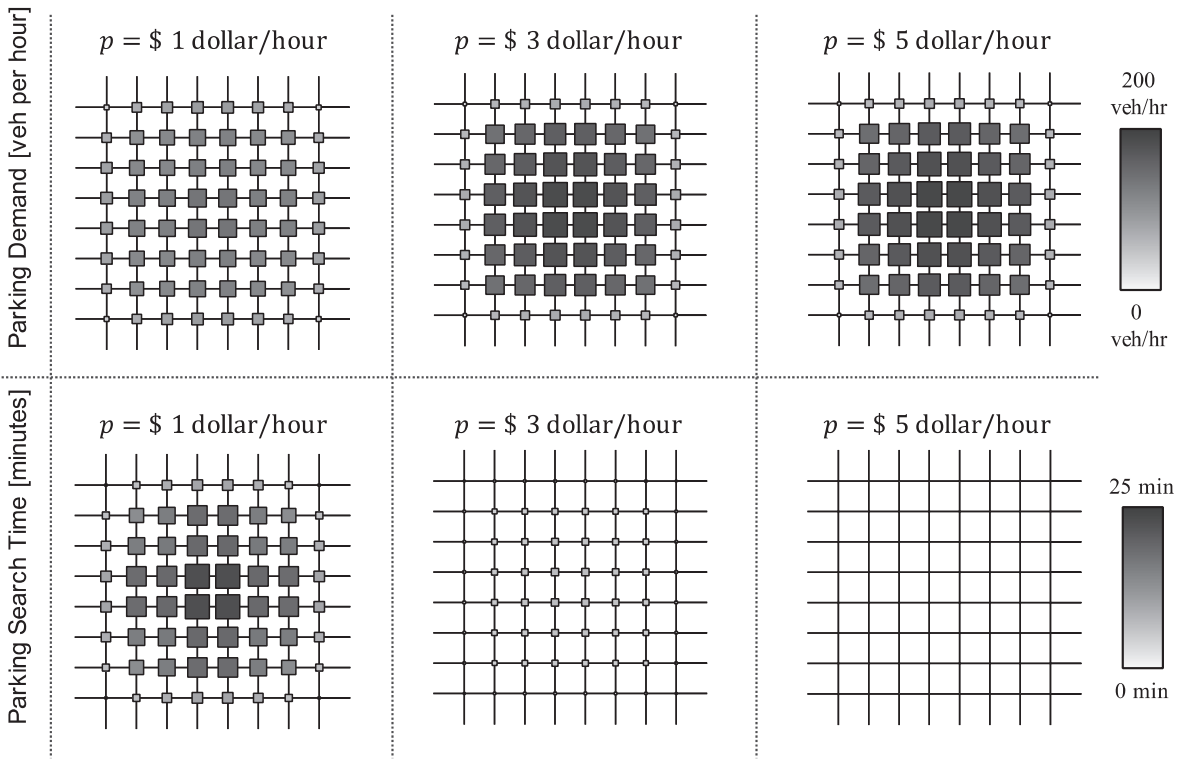 Parking Demand [veh per hour]
p = $ 1 dollar/hour
p = $ 3 dollar/hour
p = $ 5 dollar/hour
200
veh/hr
0
veh/hr
Parking Search Time [minutes]
p = $ 1 dollar/hour
p = $ 3 dollar/hour
p = $ 5 dollar/hour
25 min
0 min